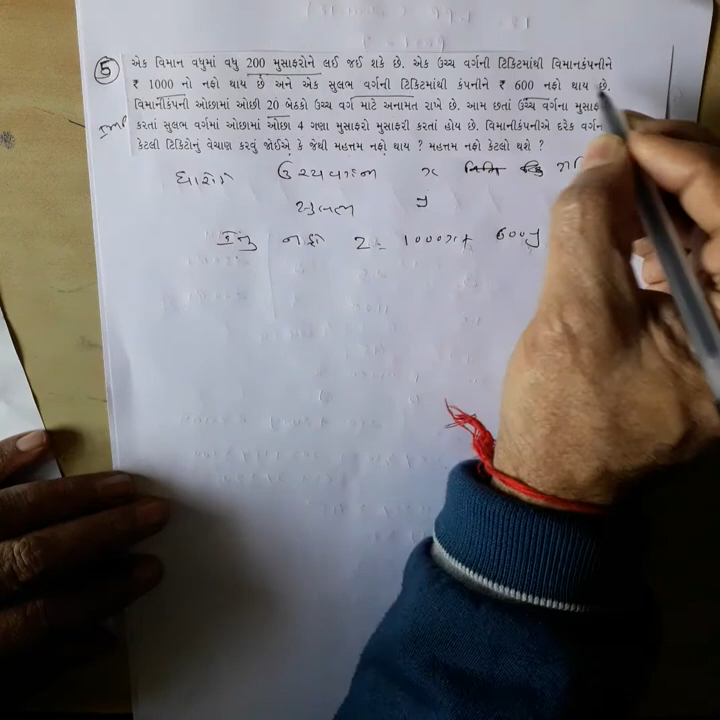 5 એક વિમાન વધુમાં વધુ 200 મુસાફરોને લઈ જઈ શકે છે. એક ઉચ્ચ વર્ગની ટિકિટમાંથી વિમાનકંપનીને
₹ 1000 નો નફો થાય છે અને એક સુલભ વર્ગની ટિકિટમાંથી કંપનીને ₹ 600 નફો થાય છે.
વિમાનીકંપની ઓછામાં ઓછી 20 બેઠકો ઉચ્ચ વર્ગ માટે અનામત રાખે છે. આમ છતાં ઉચ્ચ વર્ગના
IMP કરતાં સુલભ વર્ગમાં ઓછામાં ઓછા 4 ગણા મુસાફરો મુસાફરી કરતાં હોય છે. વિમાનીકંપનીએ દરેક
કેટલી ટિકિટોનું વેચાણ કરવું જોઈએ કે જેથી મહત્તમ નફો થાય ? મહત્તમ નફો કેટલો થશે ?
ધારોકે ઉચ્ચવર્ગના x
સુલભ y
નફો Z = 1000x + 600y